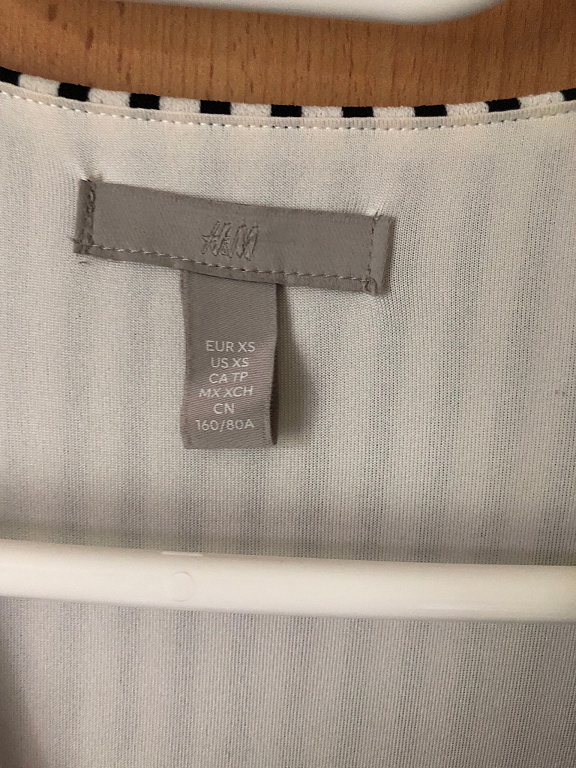 H&M
EUR XS
US XS
CA TP
MX XCH
CN
160/80A